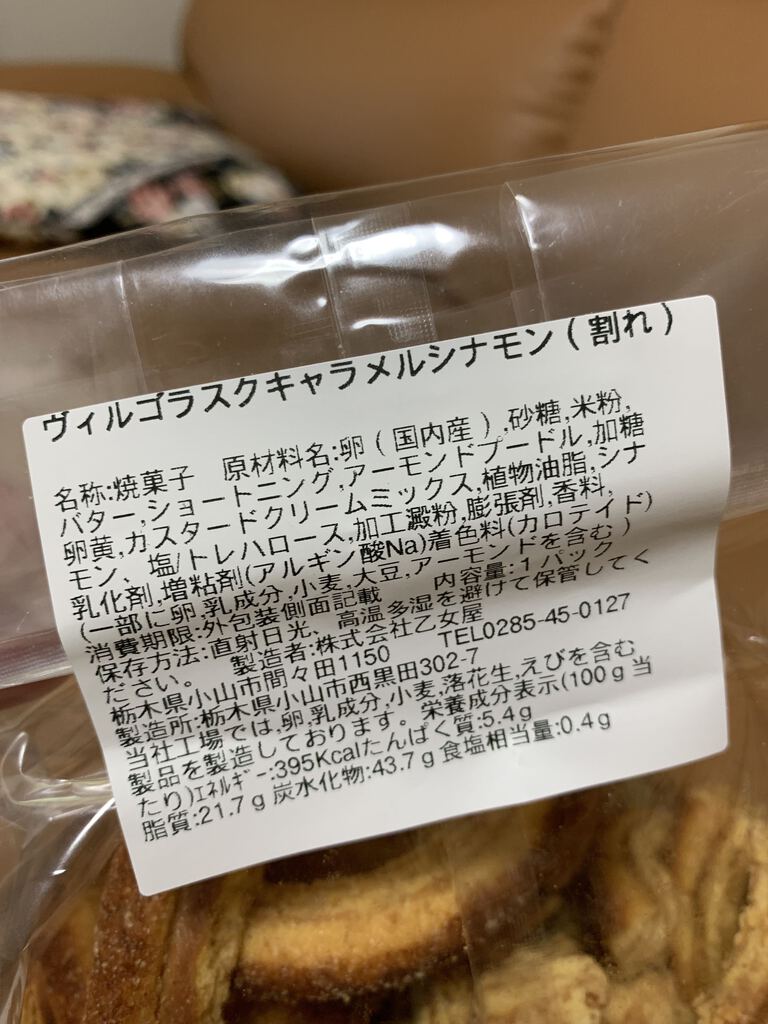 ヴィルゴラスクキャラメルシナモン(割れ)
名称:焼菓子 原材料名:卵(国内産),砂糖,米粉,
バター,ショートニング,アーモンドプードル,加糖
卵黄,カスタードクリームミックス,植物油脂,シナ
モン、塩/トレハロース,加工澱粉,膨張剤,香料,
乳化剤,増粘剤(アルギン酸Na)着色料(カロテイド)
(一部に卵,乳成分,小麦,大豆,アーモンドを含む)
消費期限:外包装側面記載 内容量:1パック
保存方法:直射日光、高温多湿を避けて保管してく
ださい。 製造者:株式会社乙女屋
栃木県小山市間々田1150 TEL0285-45-0127
製造所:栃木県小山市西黒田302-7
当社工場では,卵,乳成分,小麦,落花生,えびを含む
製品を製造しております。栄養成分表示(100g当
たり)ｴﾈﾙｷﾞｰ:395Kcalたんぱく質:5.4g
脂質:21.7g 炭水化物:43.7g 食塩相当量:0.4g